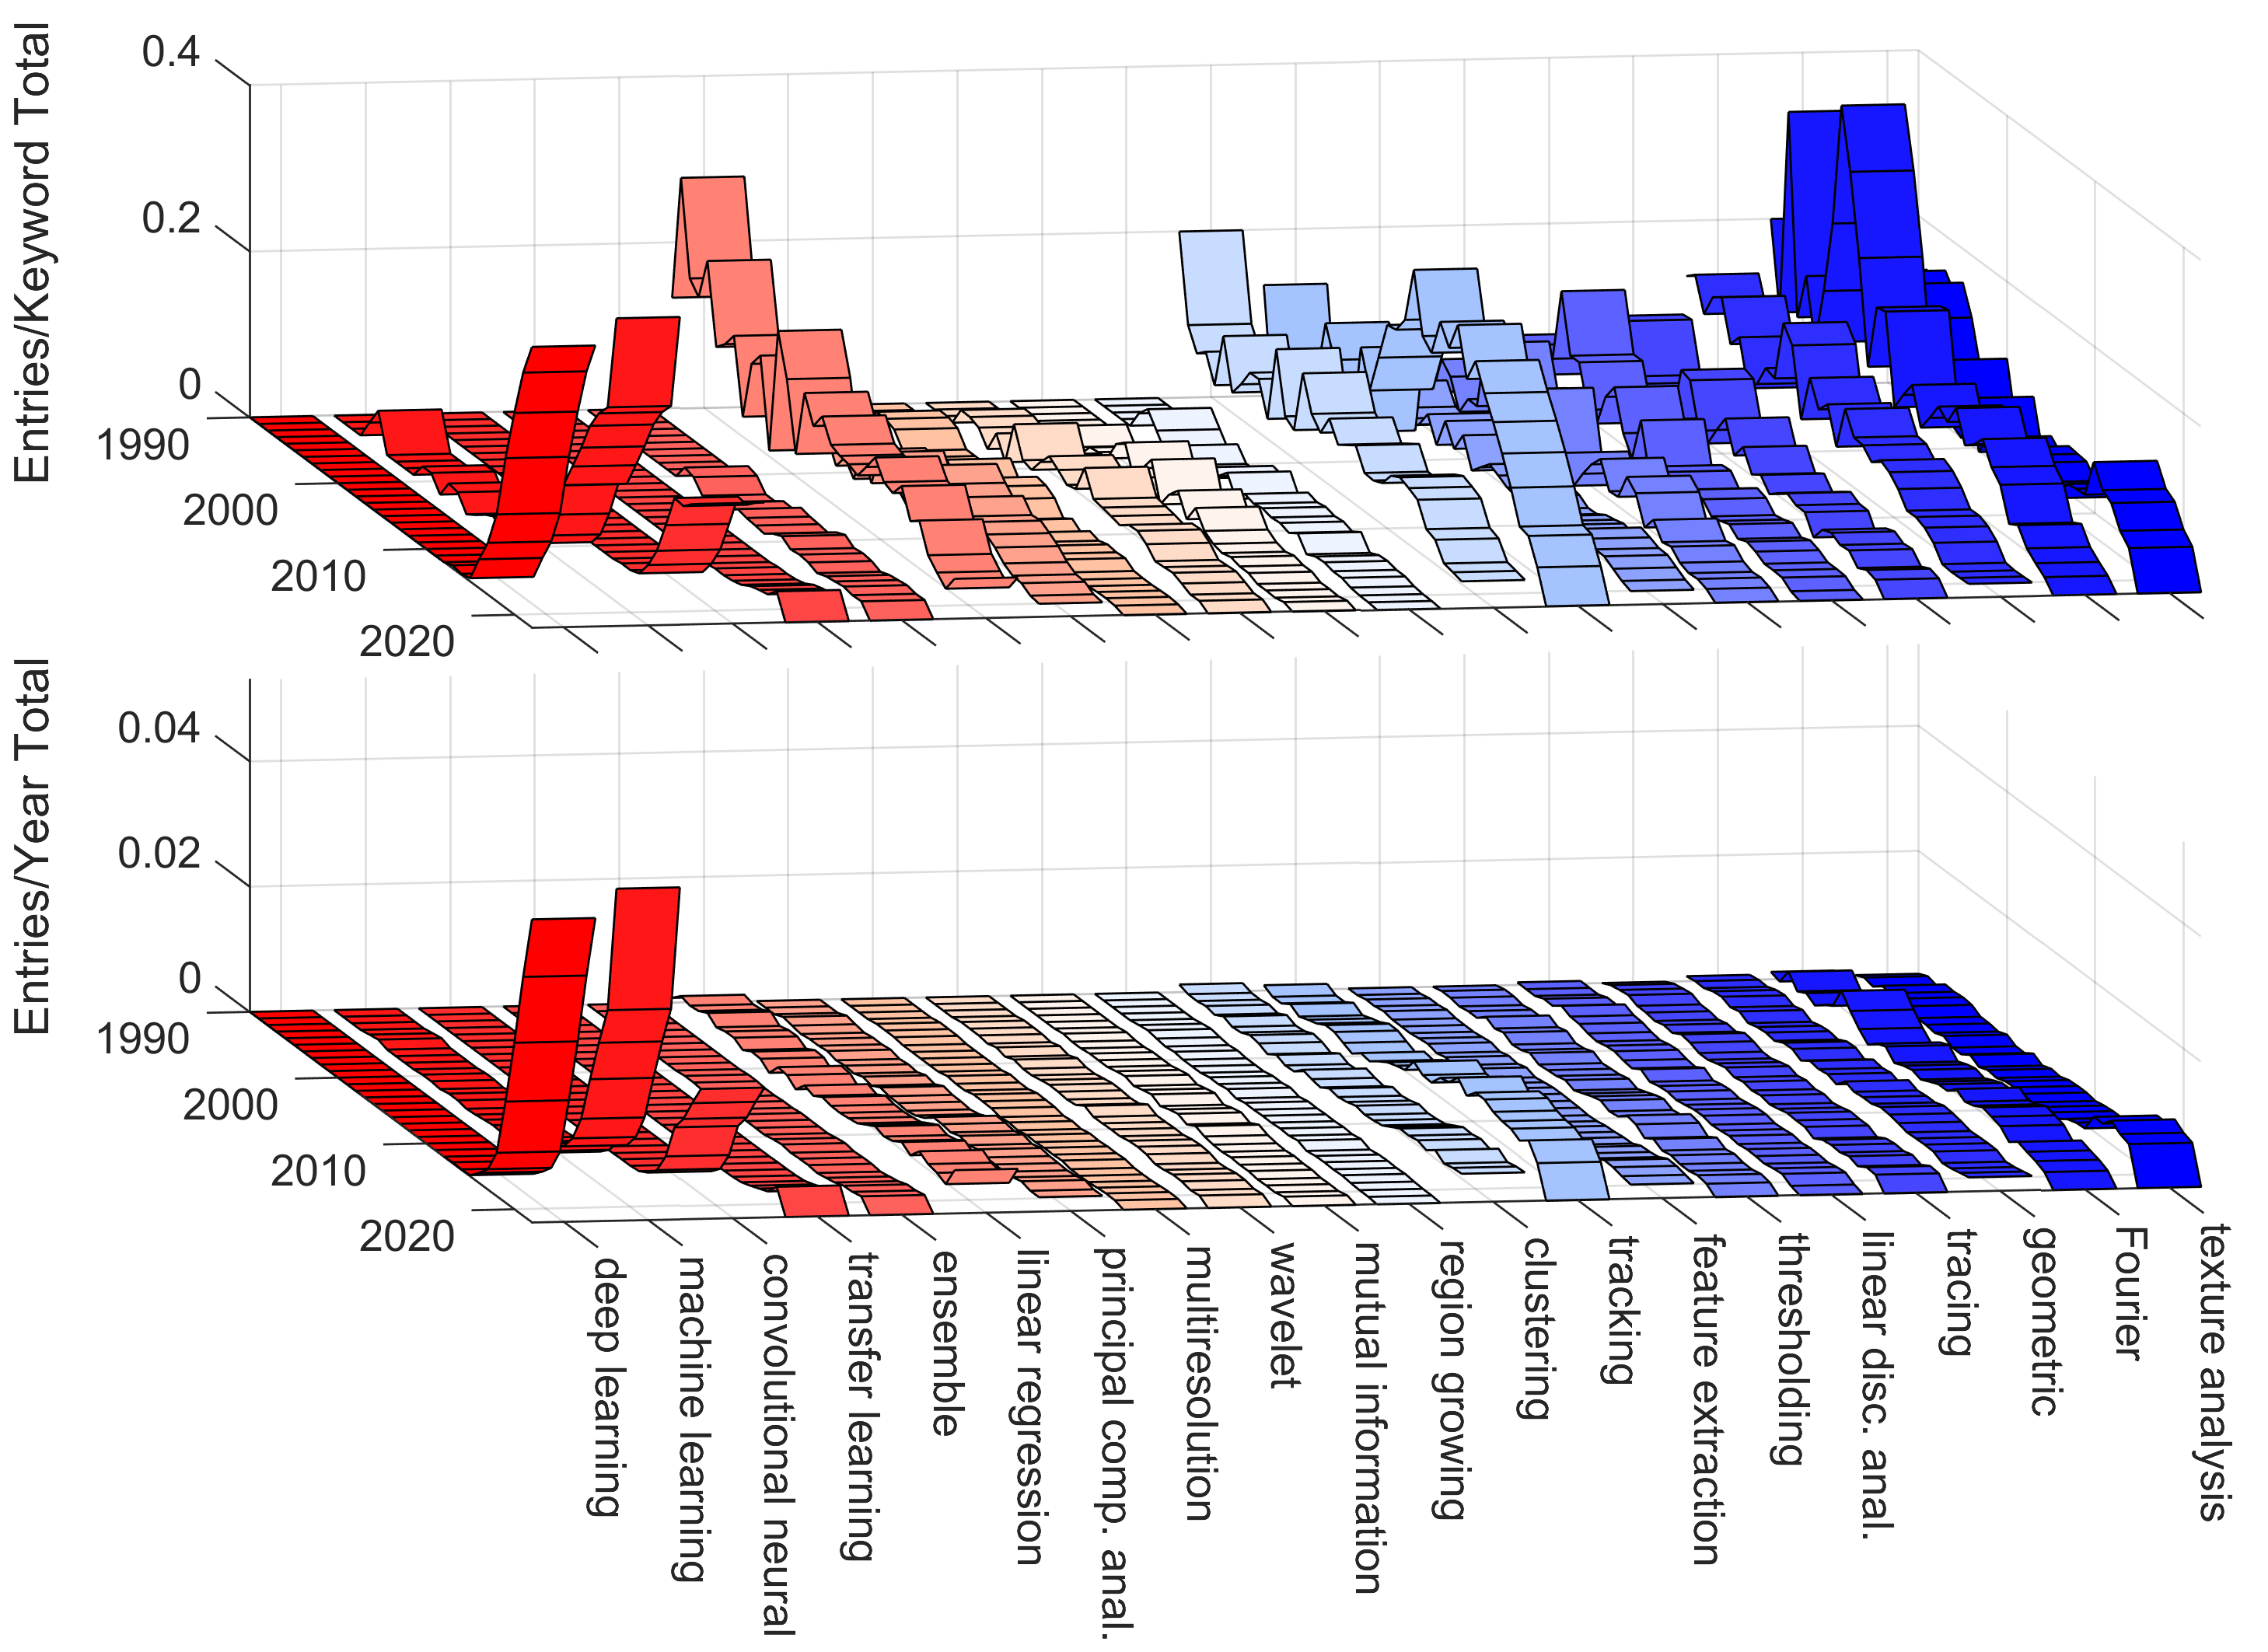 Entries/Keyword Total
0.4
0.2
0
1990
2000
2010
2020
Entries/Year Total
0.04
0.02
0
1990
2000
2010
2020
deep learning
machine learning
convolutional neural
transfer learning
ensemble
linear regression
principal comp. anal.
multiresolution
wavelet
mutual information
region growing
clustering
tracking
feature extraction
thresholding
linear disc. anal.
tracing
geometric
Fourier
texture analysis